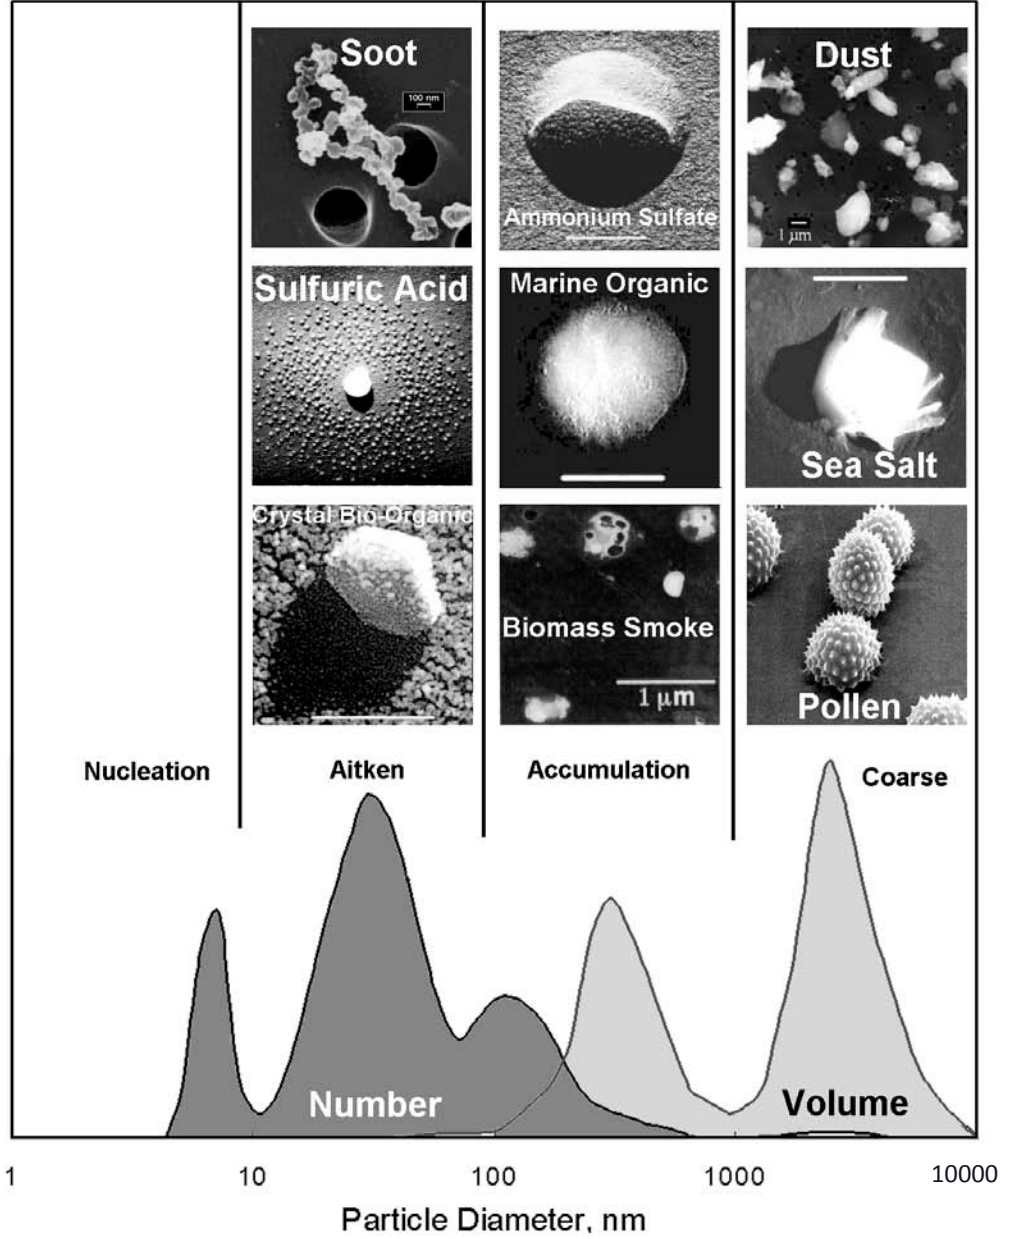 Soot
100 nm
Ammonium Sulfate
Dust
1 µm
Sulfuric Acid
Marine Organic
Sea Salt
Crystal Bio-Organic
Biomass Smoke
1 µm
Pollen
Nucleation
Aitken
Accumulation
Coarse
Number
Volume
1
10
100
1000
10000
Particle Diameter, nm